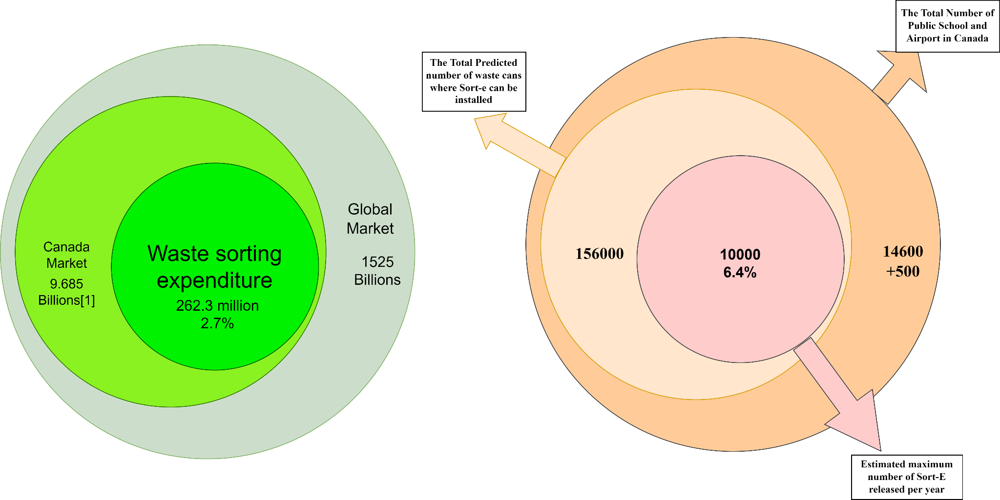 Global
Market
1525
Billions
Canada
Market
9.685
Billions[1]
Waste sorting
expenditure
262.3 million
2.7%
The Total Predicted
number of waste cans
where Sort-e can be
installed
The Total Number of
Public School and
Airport in Canada
156000
10000
6.4%
14600
+500
Estimated maximum
number of Sort-E
released per year